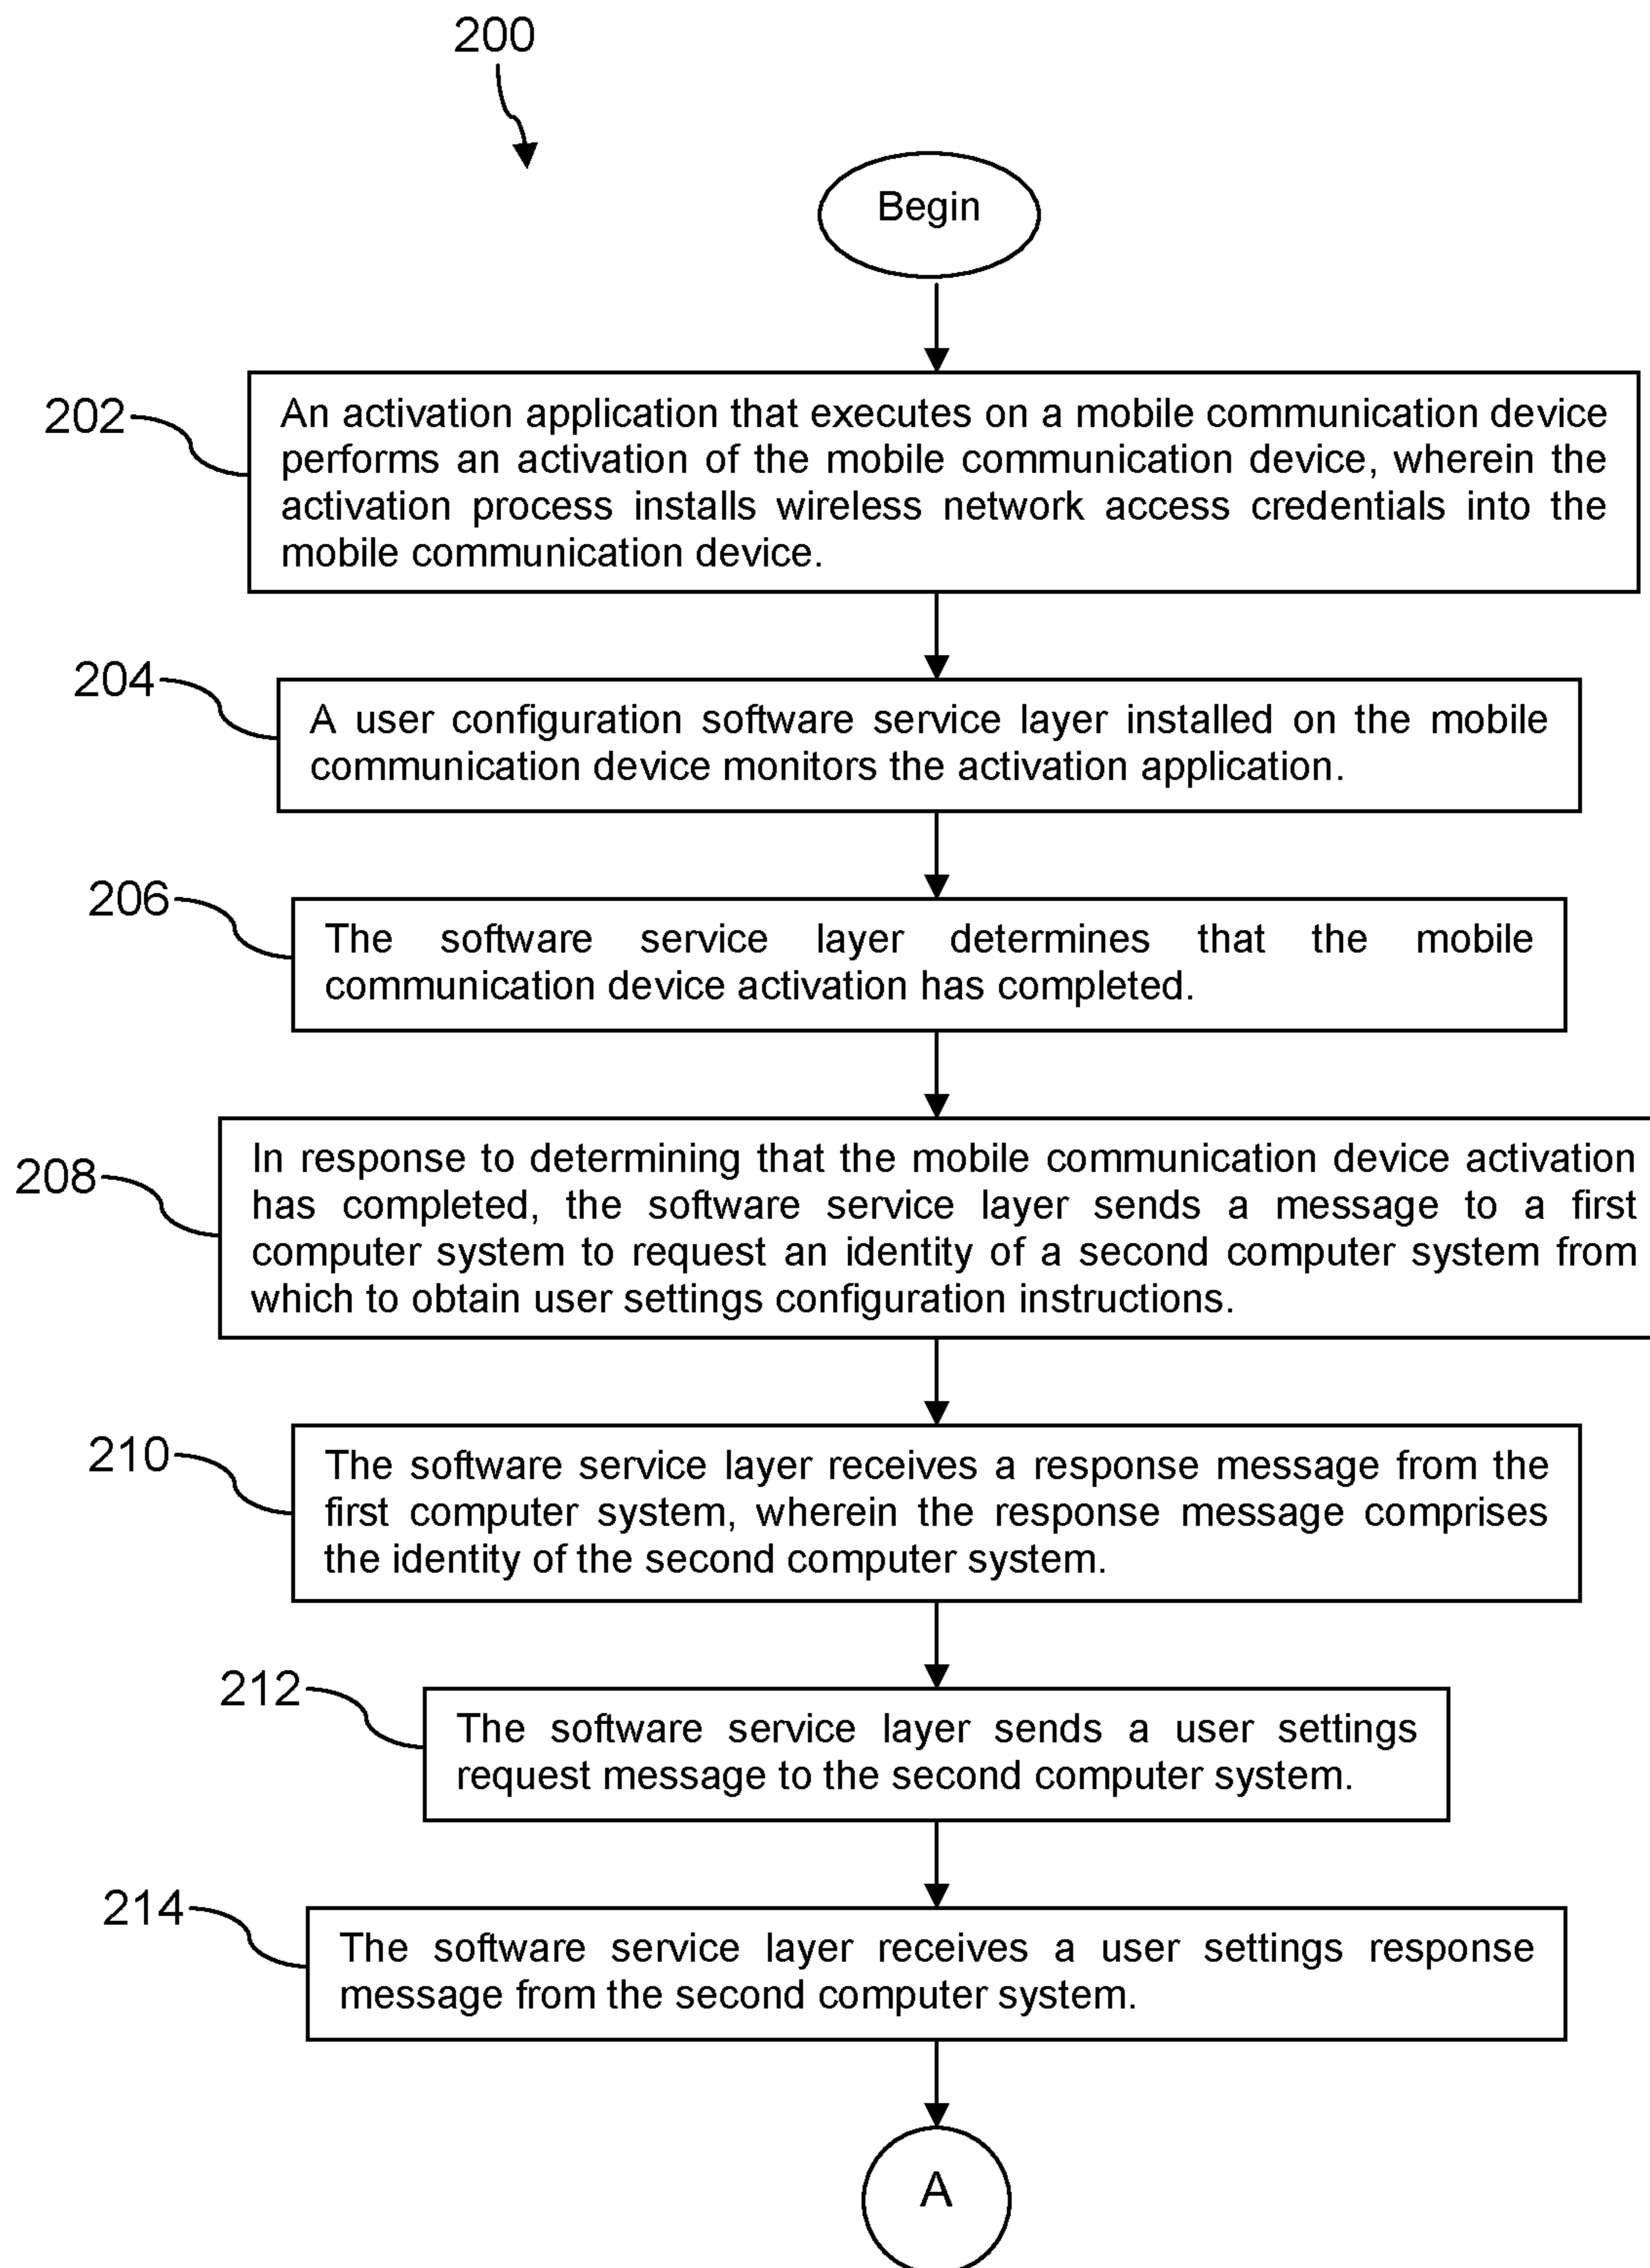 200
Begin
202
An activation application that executes on a mobile communication device
performs an activation of the mobile communication device, wherein the
activation process installs wireless network access credentials into the
mobile communication device.
204
A user configuration software service layer installed on the mobile
communication device monitors the activation application.
206
The software service layer determines that the mobile
communication device activation has completed.
208
In response to determining that the mobile communication device activation
has completed, the software service layer sends a message to a first
computer system to request an identity of a second computer system from
which to obtain user settings configuration instructions.
210
The software service layer receives a response message from the
first computer system, wherein the response message comprises
the identity of the second computer system.
212
The software service layer sends a user settings
request message to the second computer system.
214
The software service layer receives a user settings response
message from the second computer system.
A